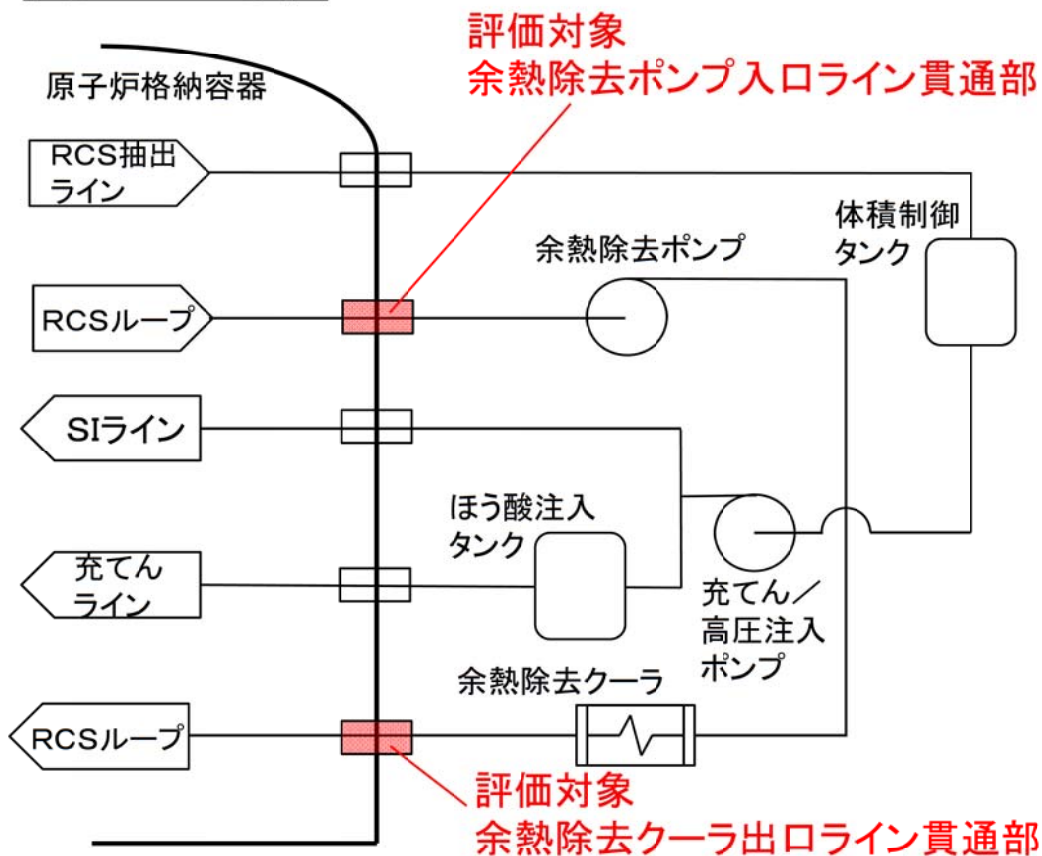 評価対象
余熱除去ポンプ入口ライン貫通部
原子炉格納容器
RCS抽出
ライン
体積制御
タンク
余熱除去ポンプ
RCSループ
SIライン
ほう酸注入
タンク
充てん
ライン
充てん／
高圧注入
ポンプ
余熱除去クーラ
RCSループ
評価対象
余熱除去クーラ出口ライン貫通部